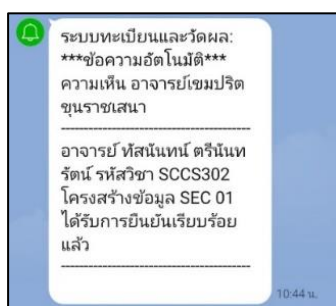 ระบบทะเบียนและวัดผล:
***ข้อความอัตโนมัติ***
ความเห็น อาจารย์เขมปริต
ขุนราชเสนา
----------------------------------------
อาจารย์ ทัสนันทน์ ตรีนันท
รัตน์ รหัสวิชา SCCS302
โครงสร้างข้อมูล SEC 01
ได้รับการยืนยันเรียบร้อย
แล้ว
----------------------------------------
10:44 น.